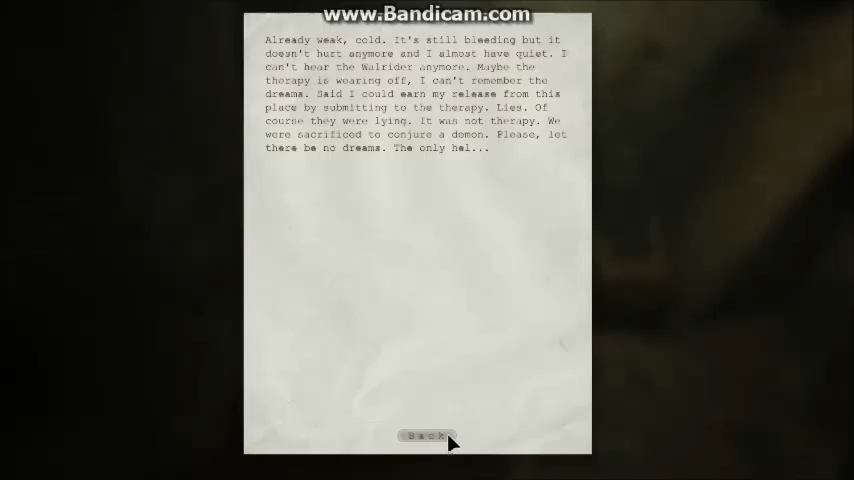 www.Bandicam.com
Already weak, cold. It's still bleeding but it
doesn't hurt anymore and I almost have quiet. I
can't hear the Walrider anymore. Maybe the
therapy is wearing off, I can't remember the
dreams. Said I could earn my release from this
place by submitting to the therapy. Lies. Of
course they were lying. It was not therapy. We
were sacrificed to conjure a demon. Please, let
there be no dreams. The only hel...
Back